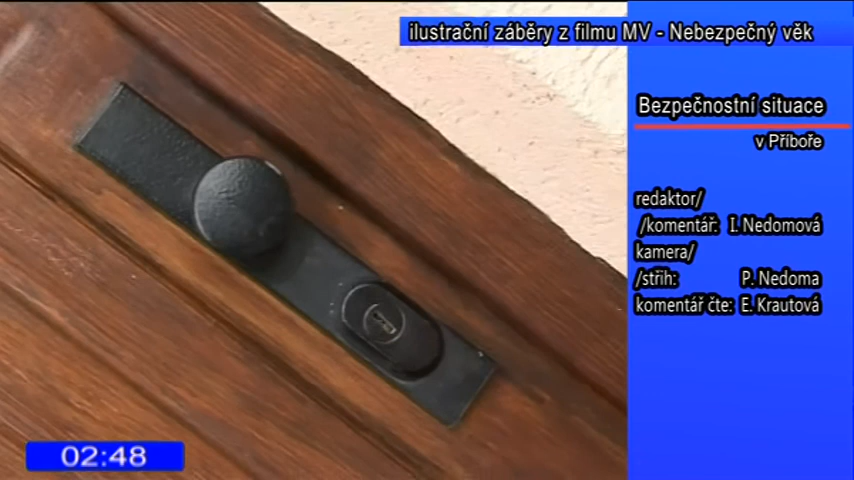 ilustrační záběry z filmu MV - Nebezpečný věk
Bezpečnostní situace
v Příboře
redaktor/
/komentář: I. Nedomová
kamera/
/střih: P. Nedoma
komentář čte: E. Krautová
02:48